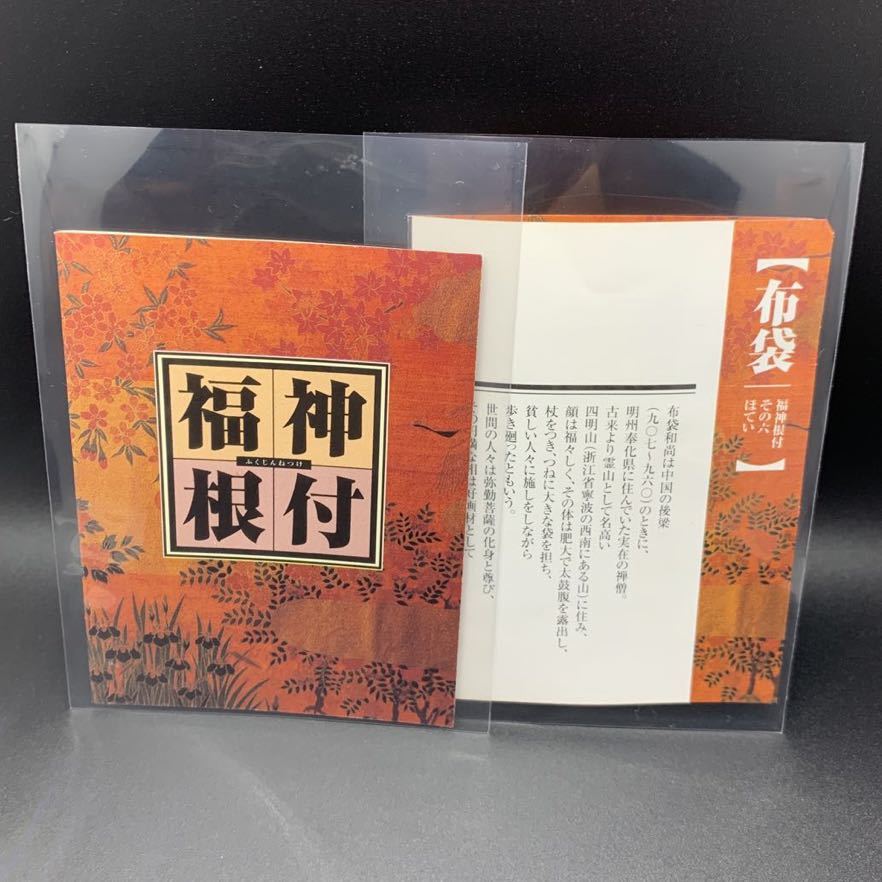 福神
ふくじんねつけ
根付
【布袋】
福神根付
その六
ほてい
布袋和尚は中国の後梁
(九〇七〜九六〇)のときに、
明州奉化県に住んでいた実在の禅僧。
古来より霊山として名高い
四明山(浙江省寧波の西南にある山)に住み、
顔は福々しく、その体は肥大で太鼓腹を露出し、
杖をつき、つねに大きな袋を担ち、
貧しい人々に施しをしながら
歩き廻ったともいう。
世間の人々は弥勒菩薩の化身と尊び、
相は好画材として